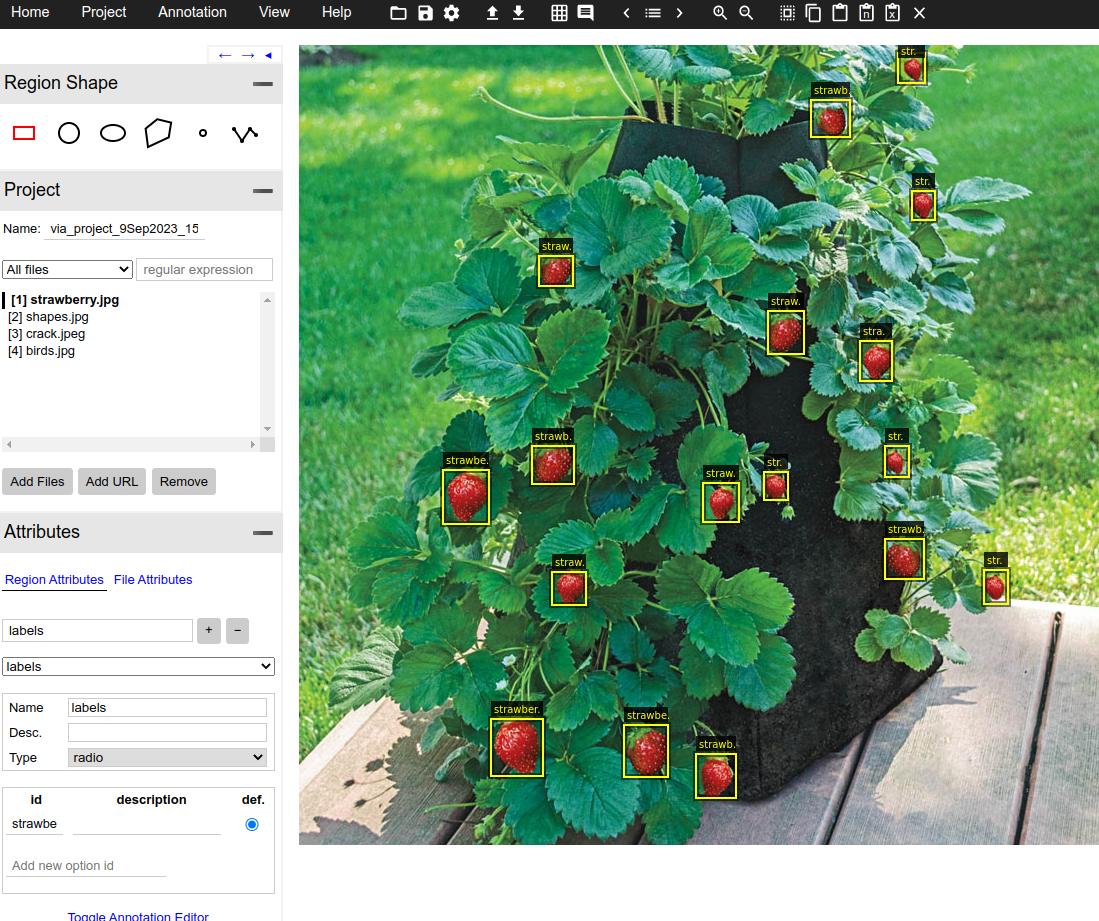 Home Project Annotation View Help
Region Shape
Project
Name: via_project_9Sep2023_15
All files regular expression
[1] strawberry.jpg
[2] shapes.jpg
[3] crack.jpeg
[4] birds.jpg
Add Files Add URL Remove
Attributes
Region Attributes File Attributes
labels + −
labels
Name labels
Desc.
Type radio
id description def.
strawbe
Add new option id
Toggle Annotation Editor
str.
strawb.
str.
straw.
straw.
stra.
str.
strawb.
strawbe.
str.
straw.
strawb.
str.
straw.
strawber.
strawbe.
strawb.